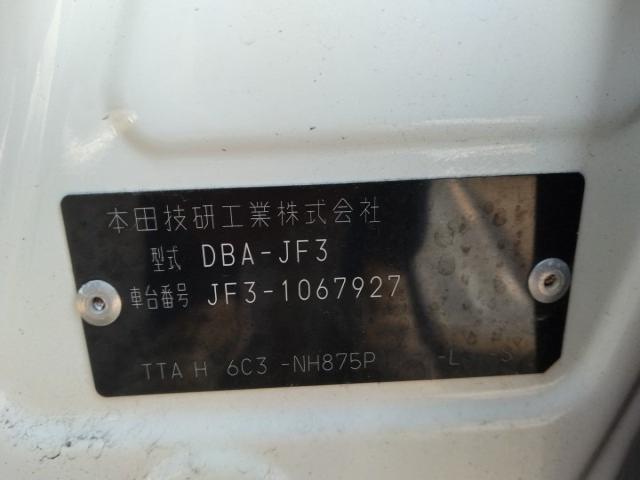 本田技研工業株式会社
型式 DBA-JF3
車台番号 JF3-1067927
TTA H 6C3 -NH875P -L -S